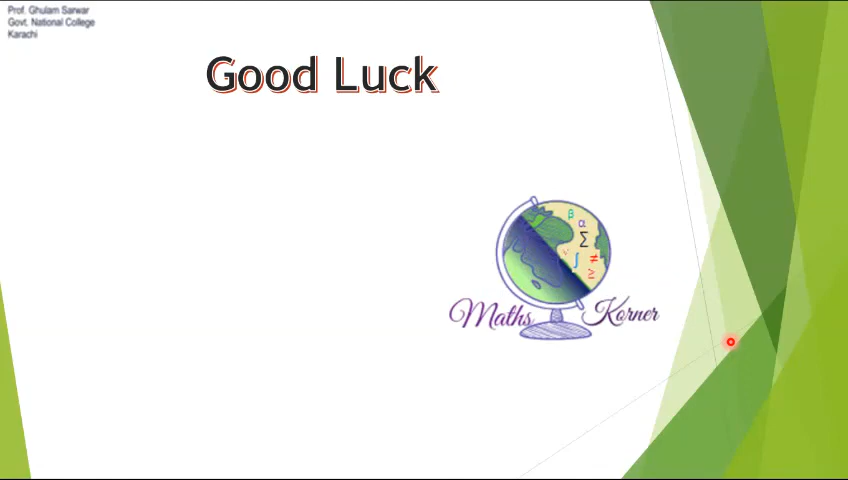 Prof. Ghulam Sarwar
Govt. National College
Karachi
Good Luck
β
α
Σ
∫
≠
≥
Maths Korner